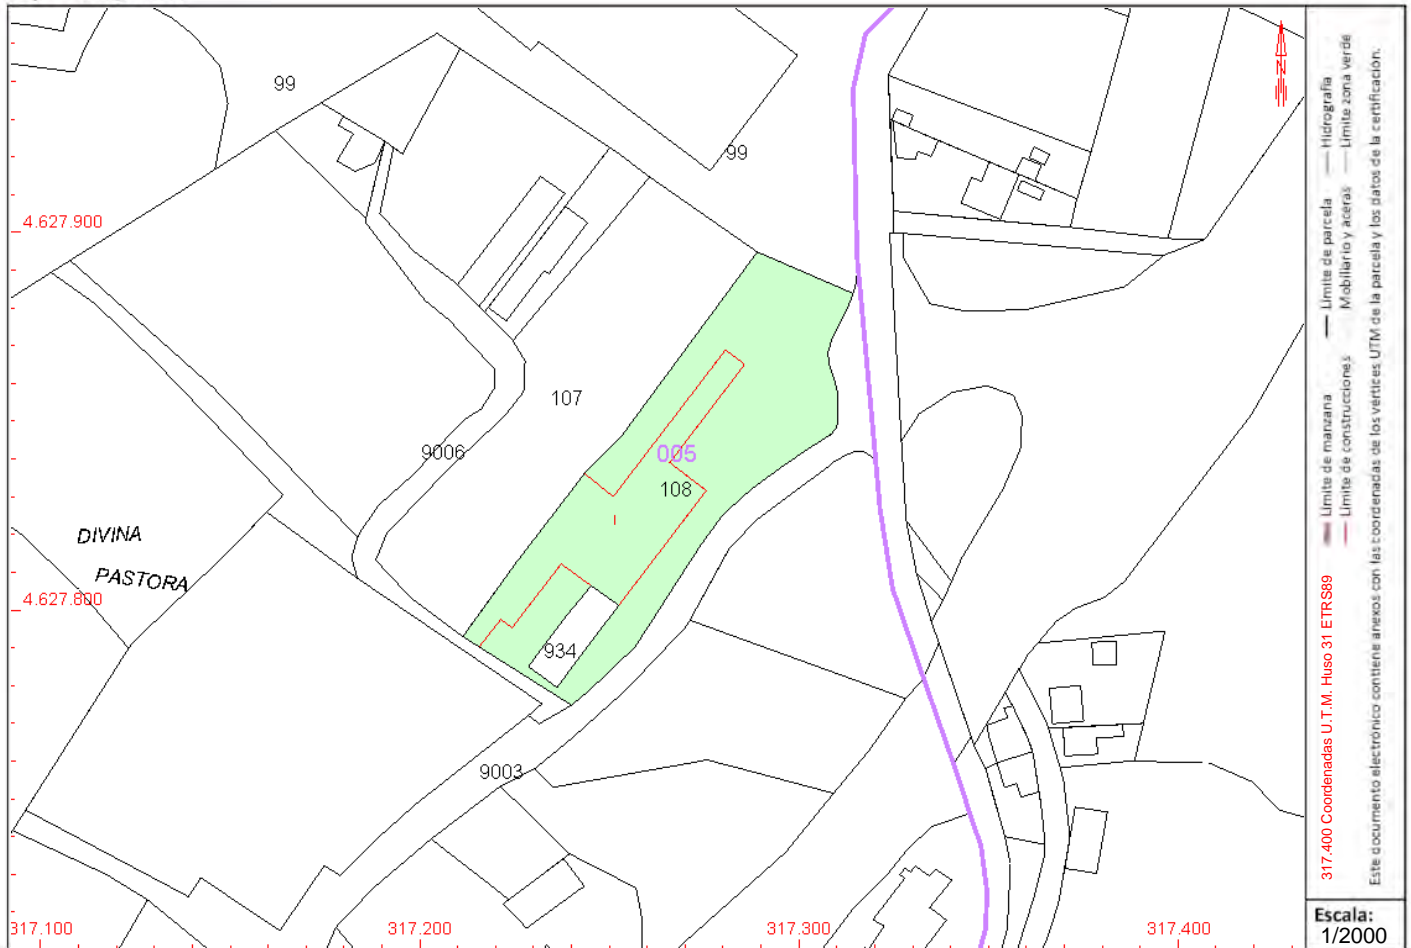 99
99
4.627.900
107
9006
005
108
I
DIVINA
PASTORA
4.627.800
934
9003
317.100
317.200
317.300
317.400
N
Límite de manzana
Límite de parcela
Hidrografía
Límite de construcciones
Mobiliario y aceras
Límite zona verde
317.400 Coordenadas U.T.M. Huso 31 ETRS89
Este documento electrónico contiene anexos con las coordenadas de los vértices UTM de la parcela y los datos de la certificación.
Escala:
1/2000